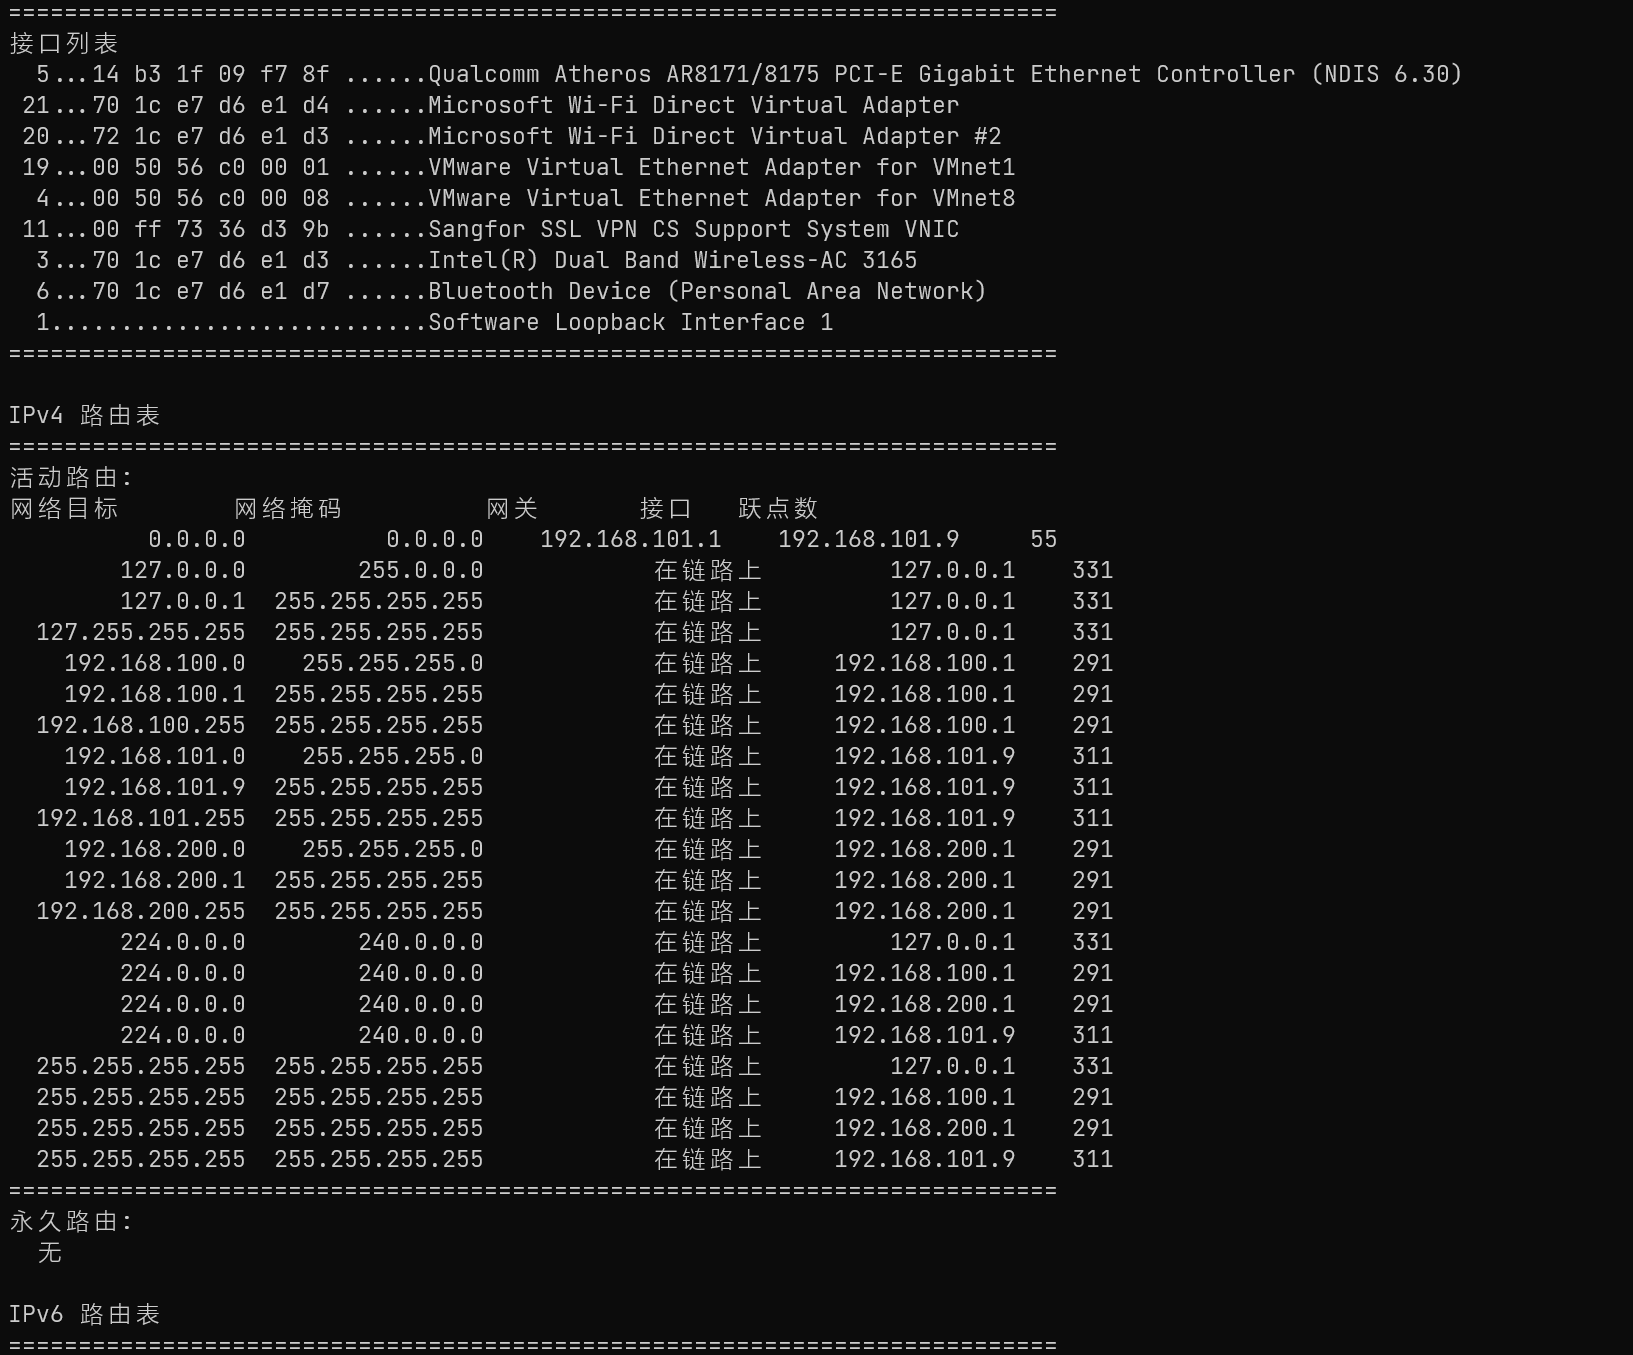 ===========================================================================
接口列表
  5...14 b3 1f 09 f7 8f ......Qualcomm Atheros AR8171/8175 PCI-E Gigabit Ethernet Controller (NDIS 6.30)
 21...70 1c e7 d6 e1 d4 ......Microsoft Wi-Fi Direct Virtual Adapter
 20...72 1c e7 d6 e1 d3 ......Microsoft Wi-Fi Direct Virtual Adapter #2
 19...00 50 56 c0 00 01 ......VMware Virtual Ethernet Adapter for VMnet1
  4...00 50 56 c0 00 08 ......VMware Virtual Ethernet Adapter for VMnet8
 11...00 ff 73 36 d3 9b ......Sangfor SSL VPN CS Support System VNIC
  3...70 1c e7 d6 e1 d3 ......Intel(R) Dual Band Wireless-AC 3165
  6...70 1c e7 d6 e1 d7 ......Bluetooth Device (Personal Area Network)
  1...........................Software Loopback Interface 1
===========================================================================
IPv4 路由表
===========================================================================
活动路由:
网络目标        网络掩码          网关       接口   跃点数
          0.0.0.0          0.0.0.0    192.168.101.1    192.168.101.9     55
        127.0.0.0        255.0.0.0            在链路上         127.0.0.1    331
        127.0.0.1  255.255.255.255            在链路上         127.0.0.1    331
  127.255.255.255  255.255.255.255            在链路上         127.0.0.1    331
    192.168.100.0    255.255.255.0            在链路上     192.168.100.1    291
    192.168.100.1  255.255.255.255            在链路上     192.168.100.1    291
  192.168.100.255  255.255.255.255            在链路上     192.168.100.1    291
    192.168.101.0    255.255.255.0            在链路上     192.168.101.9    311
    192.168.101.9  255.255.255.255            在链路上     192.168.101.9    311
  192.168.101.255  255.255.255.255            在链路上     192.168.101.9    311
    192.168.200.0    255.255.255.0            在链路上     192.168.200.1    291
    192.168.200.1  255.255.255.255            在链路上     192.168.200.1    291
  192.168.200.255  255.255.255.255            在链路上     192.168.200.1    291
        224.0.0.0        240.0.0.0            在链路上         127.0.0.1    331
        224.0.0.0        240.0.0.0            在链路上     192.168.100.1    291
        224.0.0.0        240.0.0.0            在链路上     192.168.200.1    291
        224.0.0.0        240.0.0.0            在链路上     192.168.101.9    311
  255.255.255.255  255.255.255.255            在链路上         127.0.0.1    331
  255.255.255.255  255.255.255.255            在链路上     192.168.100.1    291
  255.255.255.255  255.255.255.255            在链路上     192.168.200.1    291
  255.255.255.255  255.255.255.255            在链路上     192.168.101.9    311
===========================================================================
永久路由:
  无
IPv6 路由表
===========================================================================